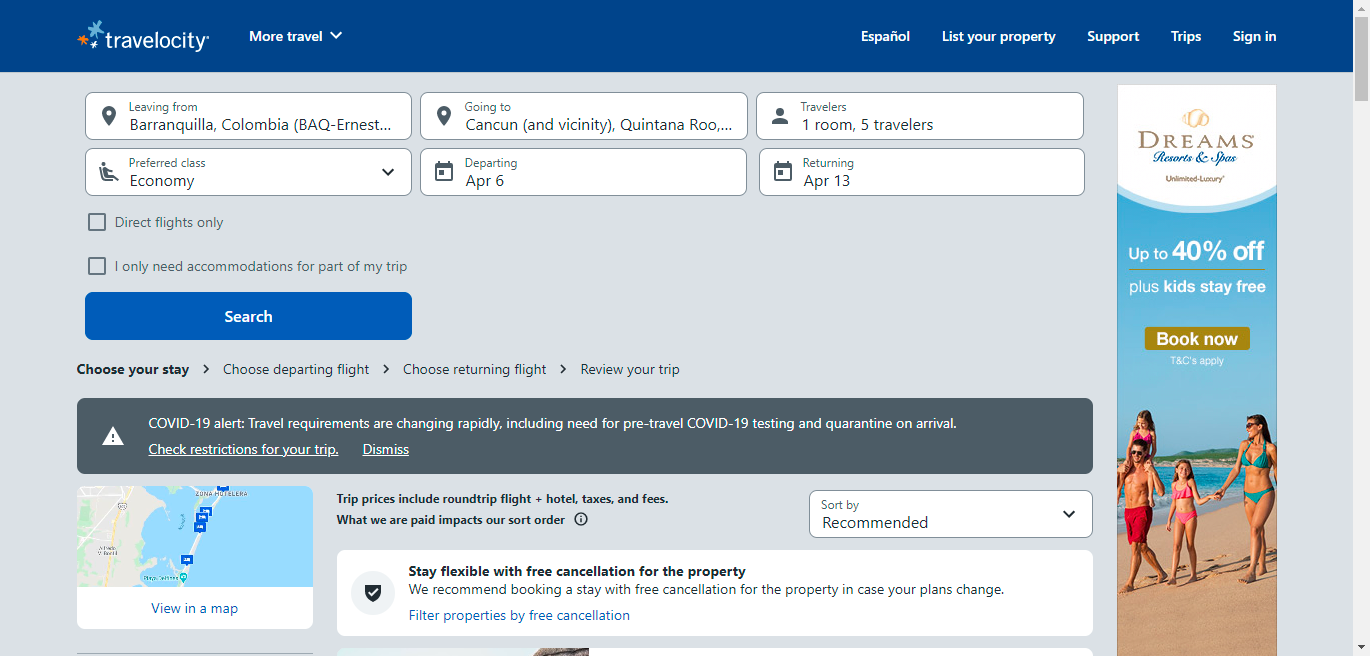 travelocity
More travel
Español
List your property
Support
Trips
Sign in
Leaving from
Barranquilla, Colombia (BAQ-Ernest...
Going to
Cancun (and vicinity), Quintana Roo,...
Travelers
1 room, 5 travelers
Preferred class
Economy
Departing
Apr 6
Returning
Apr 13
Direct flights only
I only need accommodations for part of my trip
Search
Choose your stay
Choose departing flight
Choose returning flight
Review your trip
COVID-19 alert: Travel requirements are changing rapidly, including need for pre-travel COVID-19 testing and quarantine on arrival.
Check restrictions for your trip.
Dismiss
ZONA HOTELERA
Alfredo
V. Bonfil
Playa Delfines
View in a map
Trip prices include roundtrip flight + hotel, taxes, and fees.
What we are paid impacts our sort order
Sort by
Recommended
Stay flexible with free cancellation for the property
We recommend booking a stay with free cancellation for the property in case your plans change.
Filter properties by free cancellation
DREAMS
Resorts & Spas
Unlimited-Luxury®
Up to 40% off
plus kids stay free
Book now
T&C's apply